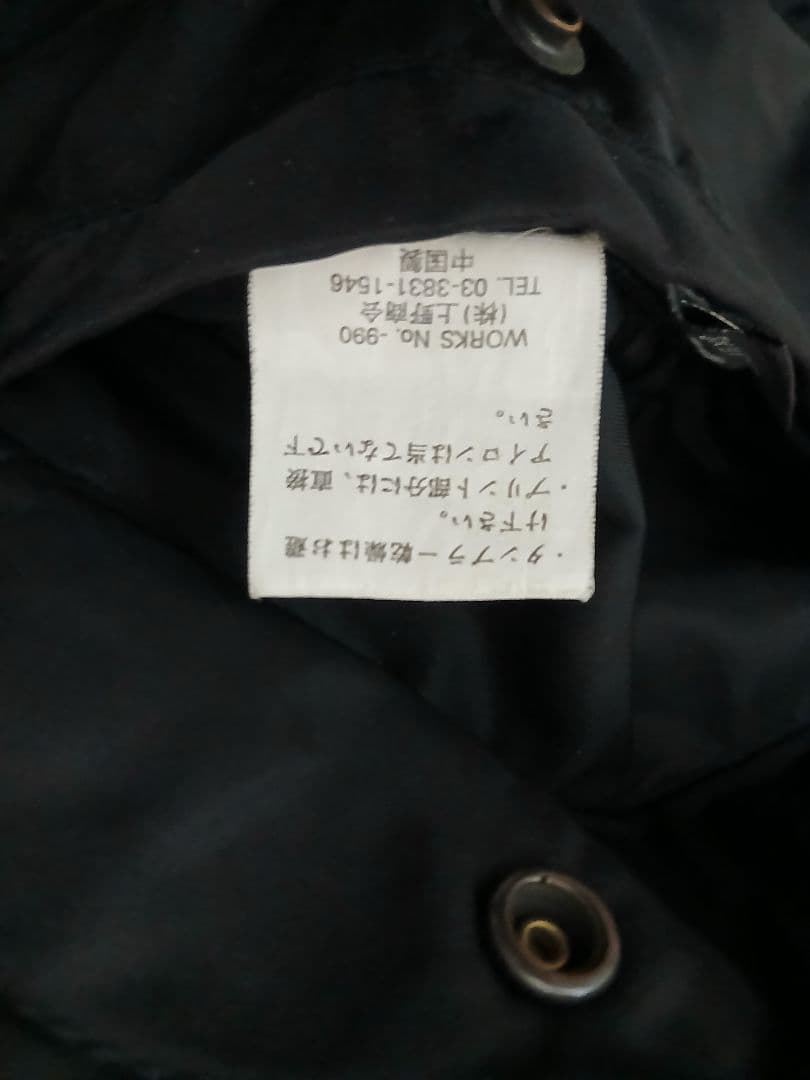 ・タンブラー乾燥はお避
け下さい。
・プリント部分には、直接
アイロンは当てないで下
さい。
WORKS No. -990
(株)上野商会
TEL. 03-3831-1546
中国製